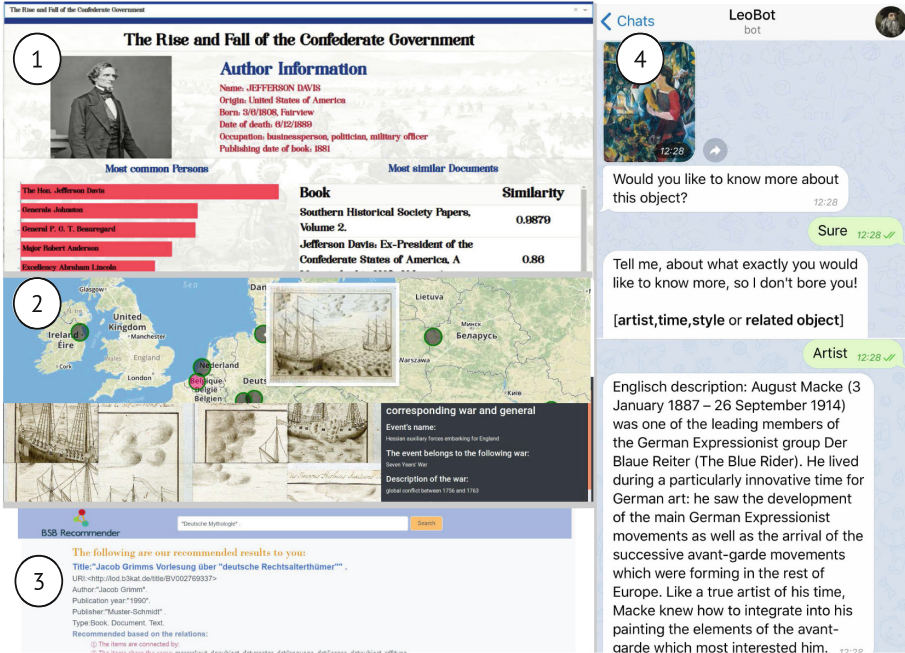 The Rise and Fall of the Confederate Government
1
The Rise and Fall of the Confederate Government
Author Information
Name: JEFFERSON DAVIS
Origin: United States of America
Born: 3/6/1808, Fairview
Date of death: 6/12/1889
Occupation: businessperson, politician, military officer
Publishing date of book: 1881
Most common Persons
The Hon. Jefferson Davis
Generals Johnston
General P. G. T. Beauregard
Major Robert Anderson
Excellency Abraham Lincoln
Most similar Documents
Book Similarity
Southern Historical Society Papers,
Volume 2. 0.9879
Jefferson Davis: Ex-President of the
Confederate States of America, A 0.86
2
Glasgow
Sea
Dan
United
Kingdom
Ireland
Éire
Manchester
Wales England
Cork
London
Nederland
Belgique
België
Belgien
Deuts
Lietuva
Минск
Беларусь
Warszawa
Київ
corresponding war and general
Event's name:
Hessian auxiliary forces embarking for England
The event belongs to the following war:
Seven Years' War
Description of the war:
global conflict between 1756 and 1763
3
BSB Recommender
"Deutsche Mythologie" .
Search
The following are our recommended results to you:
Title:"Jacob Grimms Vorlesung über "deutsche Rechtsalterthümer"" .
URI:<http://lod.b3kat.de/title/BV002769337>
Author:"Jacob Grimm".
Publication year:"1990".
Publisher:"Muster-Schmidt" .
Type:Book. Document. Text.
Recommended based on the relations:
① The items are connected by:
4
Chats
LeoBot
bot
12:28
Would you like to know more about
this object?
12:28
Sure 12:28
Tell me, about what exactly you would
like to know more, so I don't bore you!
[artist,time,style or related object]
Artist 12:28
Englisch description: August Macke (3
January 1887 – 26 September 1914)
was one of the leading members of
the German Expressionist group Der
Blaue Reiter (The Blue Rider). He lived
during a particularly innovative time for
German art: he saw the development
of the main German Expressionist
movements as well as the arrival of the
successive avant-garde movements
which were forming in the rest of
Europe. Like a true artist of his time,
Macke knew how to integrate into his
painting the elements of the avant-
garde which most interested him. 12:28